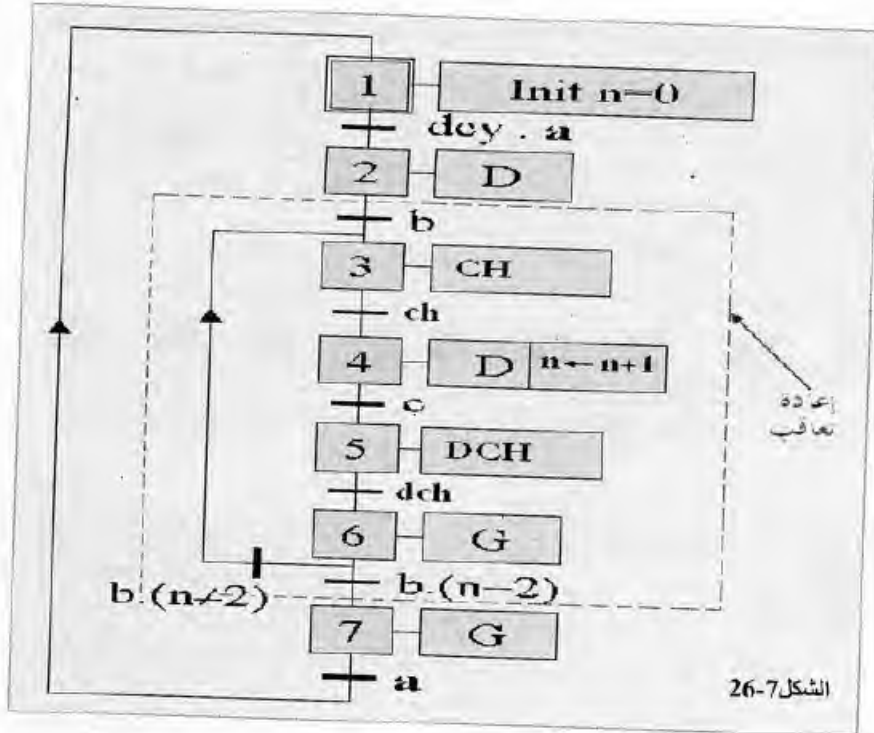 1 Init n=0
dcy . a
2 D
b
3 CH
ch
4 D n←n+1
c
5 DCH
dch
6 G
b.(n≠2) b.(n=2)
7 G
a
إعادة
تعاقب
الشكل7-26